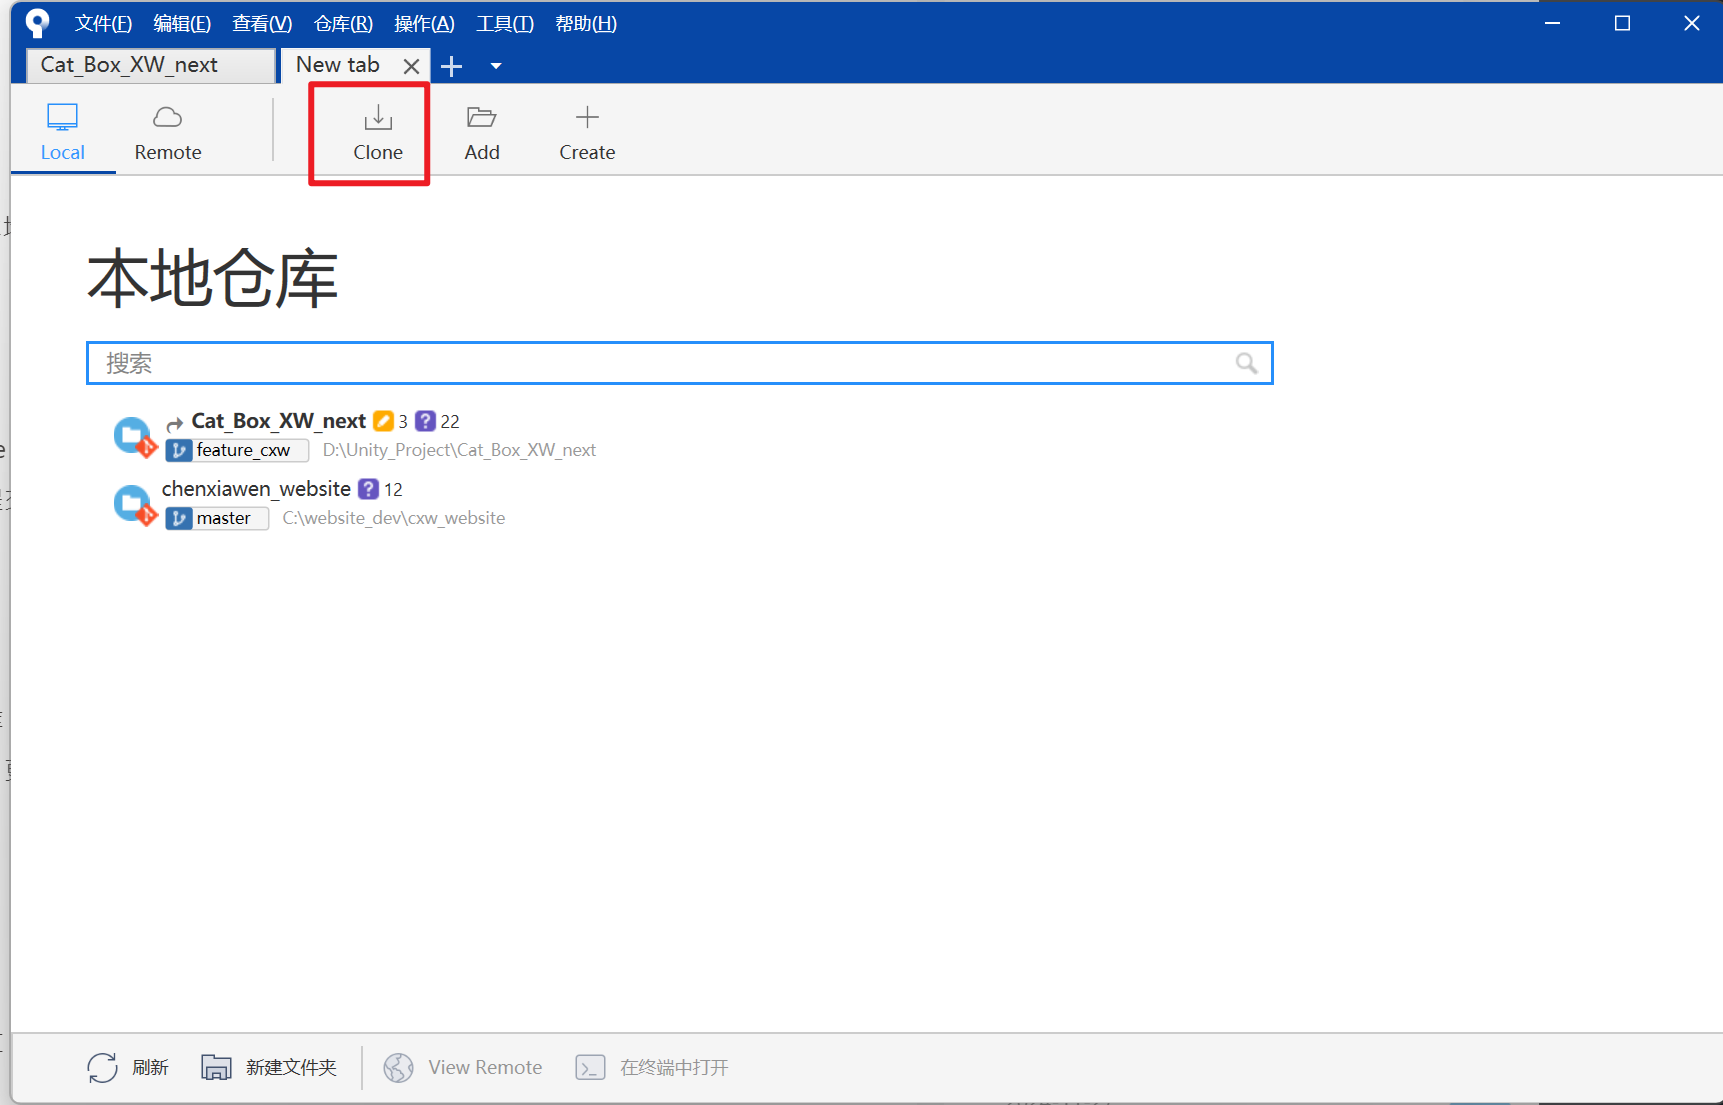 文件(F) 编辑(E) 查看(V) 仓库(R) 操作(A) 工具(T) 帮助(H)
Cat_Box_XW_next New tab
Local Remote Clone Add Create
本地仓库
搜索
Cat_Box_XW_next 3 ? 22
feature_cxw D:\Unity_Project\Cat_Box_XW_next
chenxiawen_website ? 12
master C:\website_dev\cxw_website
刷新 新建文件夹 View Remote 在终端中打开